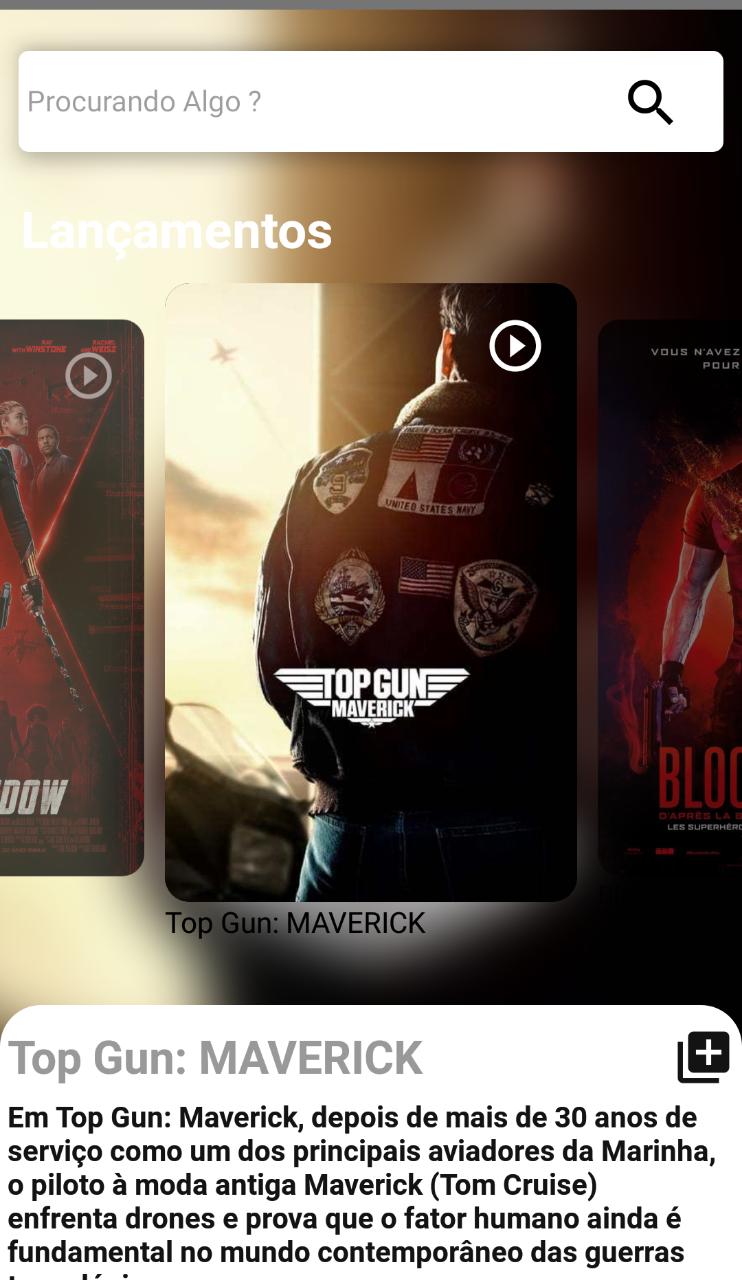 Procurando Algo ?
Lançamentos
WITH RAY WINSTONE
RACHEL WEISZ
VOUS N'AVEZ
POUR
9
UNITED STATES NAVY
TOP GUN
MAVERICK
DOW
BLOO
D'APRÈS LA B
LES SUPERHÉRO
Top Gun: MAVERICK
Top Gun: MAVERICK
Em Top Gun: Maverick, depois de mais de 30 anos de
serviço como um dos principais aviadores da Marinha,
o piloto à moda antiga Maverick (Tom Cruise)
enfrenta drones e prova que o fator humano ainda é
fundamental no mundo contemporâneo das guerras